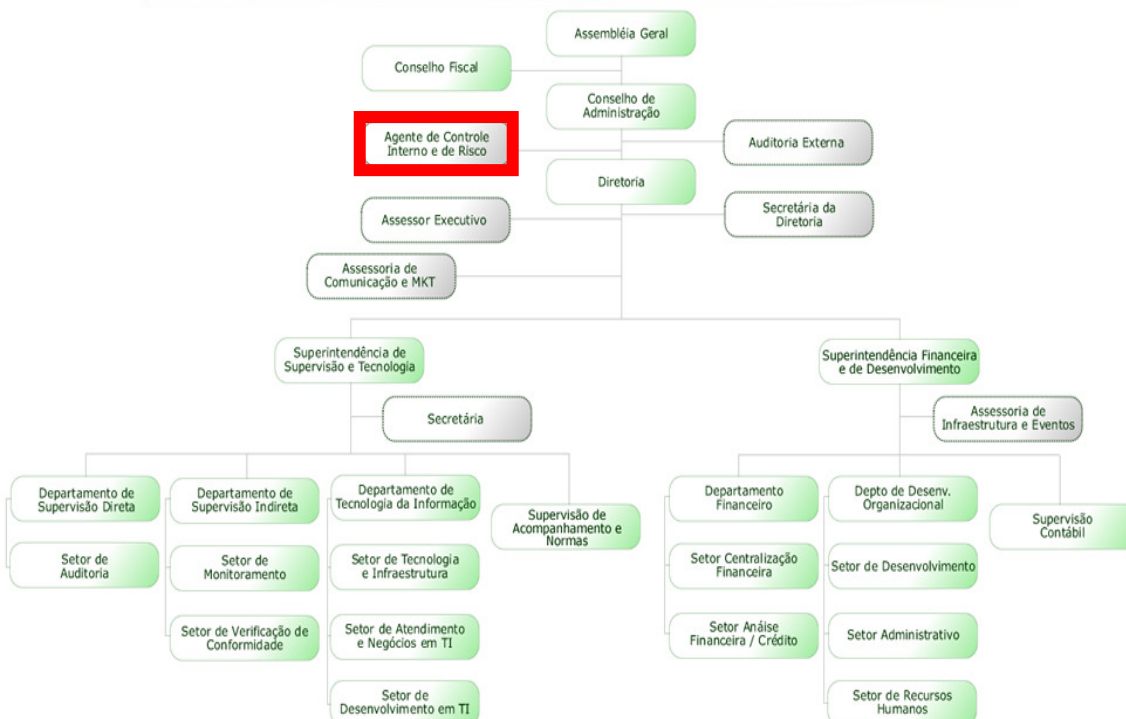 Assembléia Geral
Conselho Fiscal
Conselho de
Administração
Agente de Controle
Interno e de Risco
Auditoria Externa
Diretoria
Assessor Executivo
Secretária da
Diretoria
Assessoria de
Comunicação e MKT
Superintendência de
Supervisão e Tecnologia
Superintendência Financeira
e de Desenvolvimento
Secretária
Assessoria de
Infraestrutura e Eventos
Departamento de
Supervisão Direta
Departamento de
Supervisão Indireta
Departamento de
Tecnologia da Informação
Supervisão de
Acompanhamento e
Normas
Departamento
Financeiro
Depto de Desenv.
Organizacional
Supervisão
Contábil
Setor de
Auditoria
Setor de
Monitoramento
Setor de Tecnologia
e Infraestrutura
Setor Centralização
Financeira
Setor de Desenvolvimento
Setor de Verificação de
Conformidade
Setor de Atendimento
e Negócios em TI
Setor Anáise
Financeira / Crédito
Setor Administrativo
Setor de
Desenvolvimento em TI
Setor de Recursos
Humanos